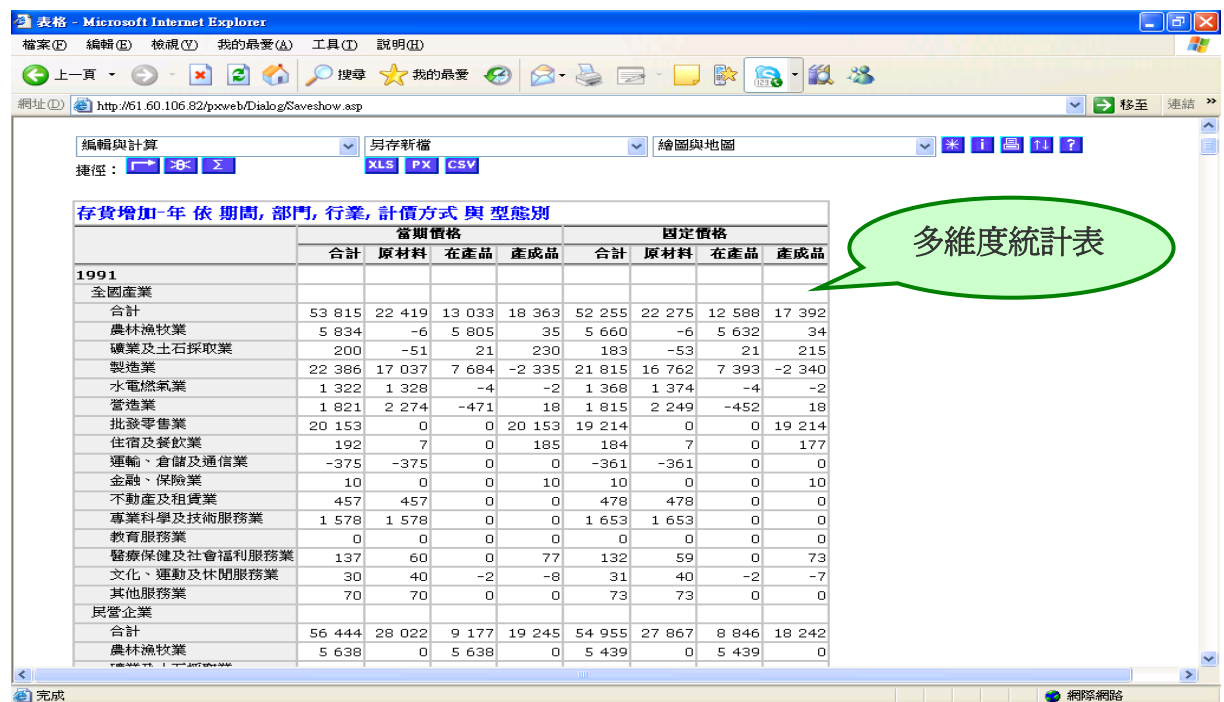 表格 - Microsoft Internet Explorer
檔案(F) 編輯(E) 檢視(V) 我的最愛(A) 工具(T) 說明(H)
上一頁 搜尋 我的最愛
網址(D) http://61.60.106.82/pxweb/Dialog/Saveshow.asp 移至 連結 »
編輯與計算 另存新檔 繪圖與地圖
捷徑： XLS PX CSV
存貨增加-年 依 期間, 部門, 行業, 計價方式 與 型態別
多維度統計表
當期價格 固定價格
合計 原材料 在產品 產成品 合計 原材料 在產品 產成品
1991
全國產業
合計 53 815 22 419 13 033 18 363 52 255 22 275 12 588 17 392
農林漁牧業 5 834 -6 5 805 35 5 660 -6 5 632 34
礦業及土石採取業 200 -51 21 230 183 -53 21 215
製造業 22 386 17 037 7 684 -2 335 21 815 16 762 7 393 -2 340
水電燃氣業 1 322 1 328 -4 -2 1 368 1 374 -4 -2
營造業 1 821 2 274 -471 18 1 815 2 249 -452 18
批發零售業 20 153 0 0 20 153 19 214 0 0 19 214
住宿及餐飲業 192 7 0 185 184 7 0 177
運輸、倉儲及通信業 -375 -375 0 0 -361 -361 0 0
金融、保險業 10 0 0 10 10 0 0 10
不動產及租賃業 457 457 0 0 478 478 0 0
專業科學及技術服務業 1 578 1 578 0 0 1 653 1 653 0 0
教育服務業 0 0 0 0 0 0 0 0
醫療保健及社會福利服務業 137 60 0 77 132 59 0 73
文化、運動及休閒服務業 30 40 -2 -8 31 40 -2 -7
其他服務業 70 70 0 0 73 73 0 0
民營企業
合計 56 444 28 022 9 177 19 245 54 955 27 867 8 846 18 242
農林漁牧業 5 638 0 5 638 0 5 439 0 5 439 0
完成 網際網路